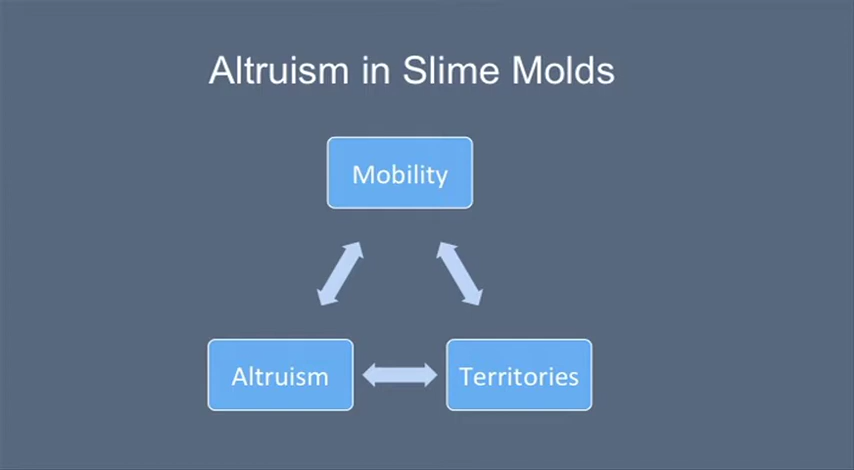 Altruism in Slime Molds
Mobility
Altruism
Territories